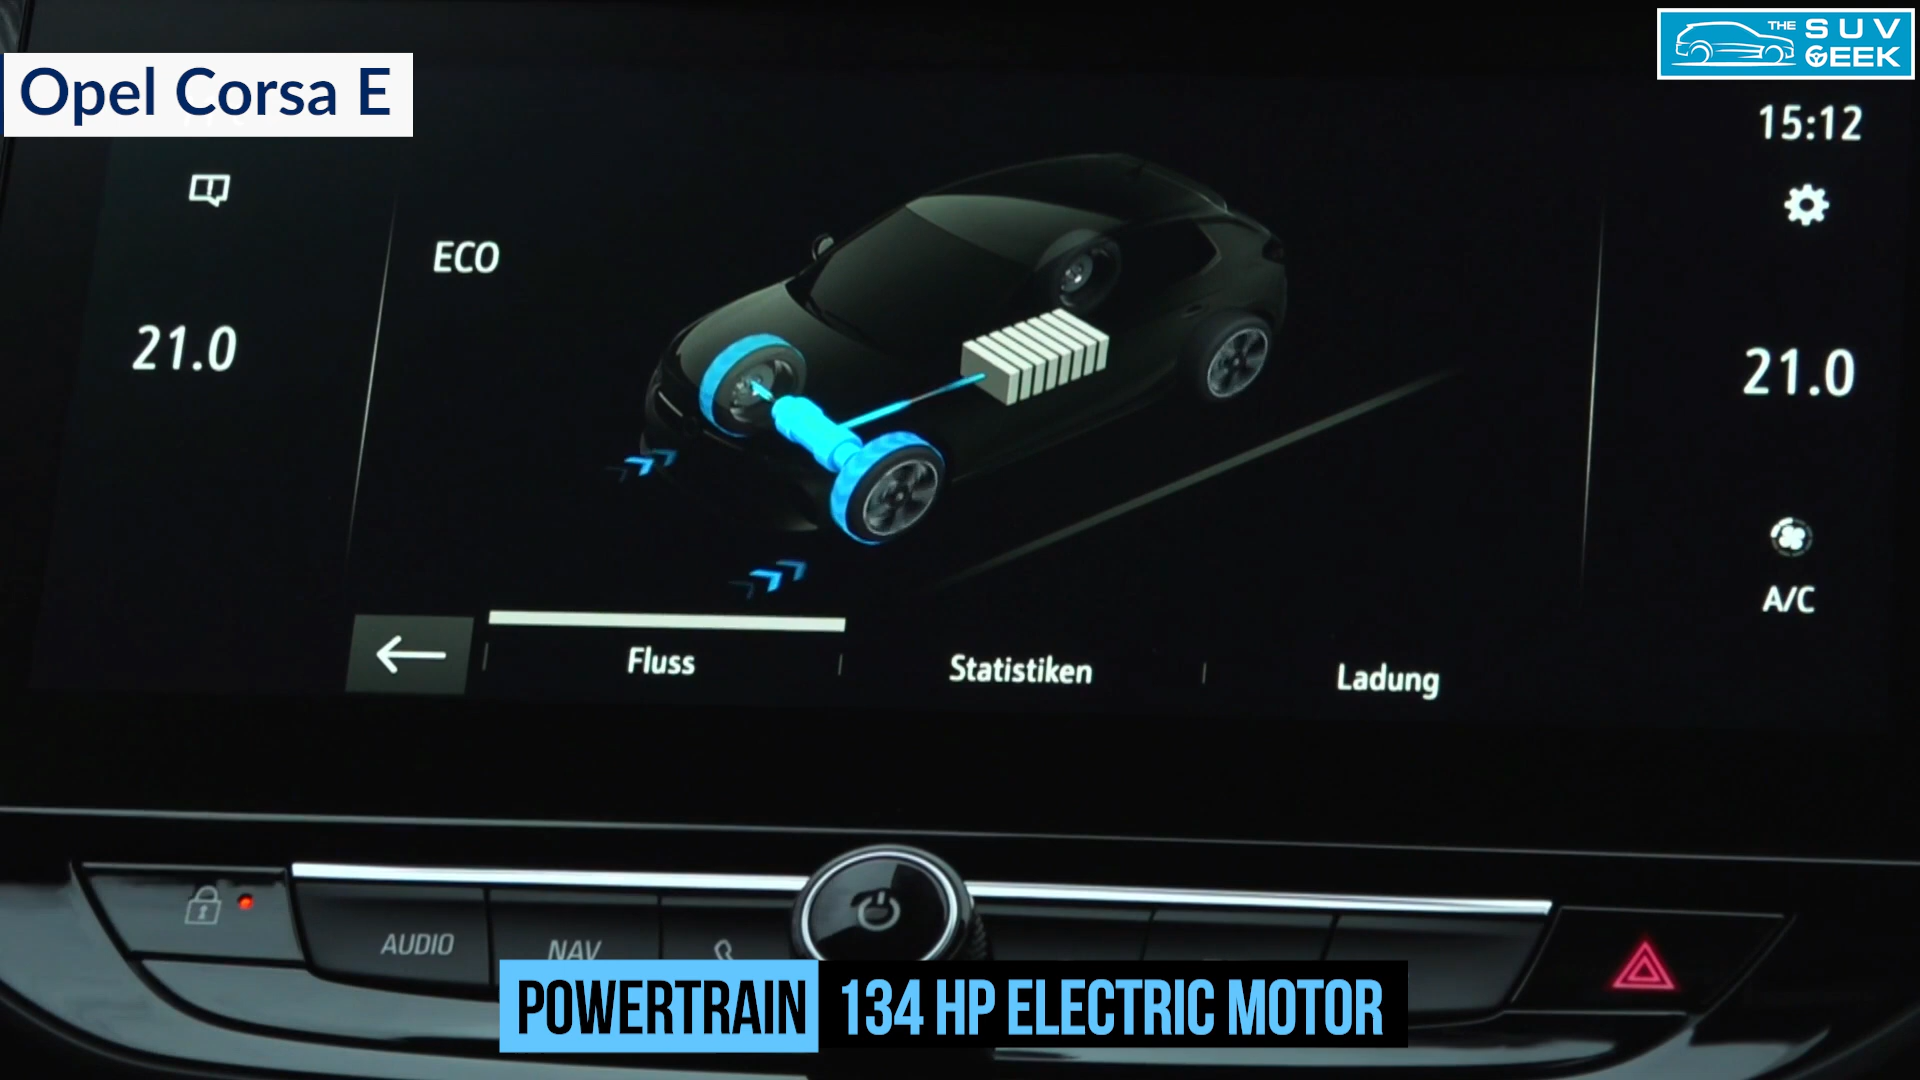 THE SUV
GEEK
Opel Corsa E
15:12
ECO
21.0
21.0
A/C
Fluss
Statistiken
Ladung
AUDIO
NAV
POWERTRAIN
134 HP ELECTRIC MOTOR